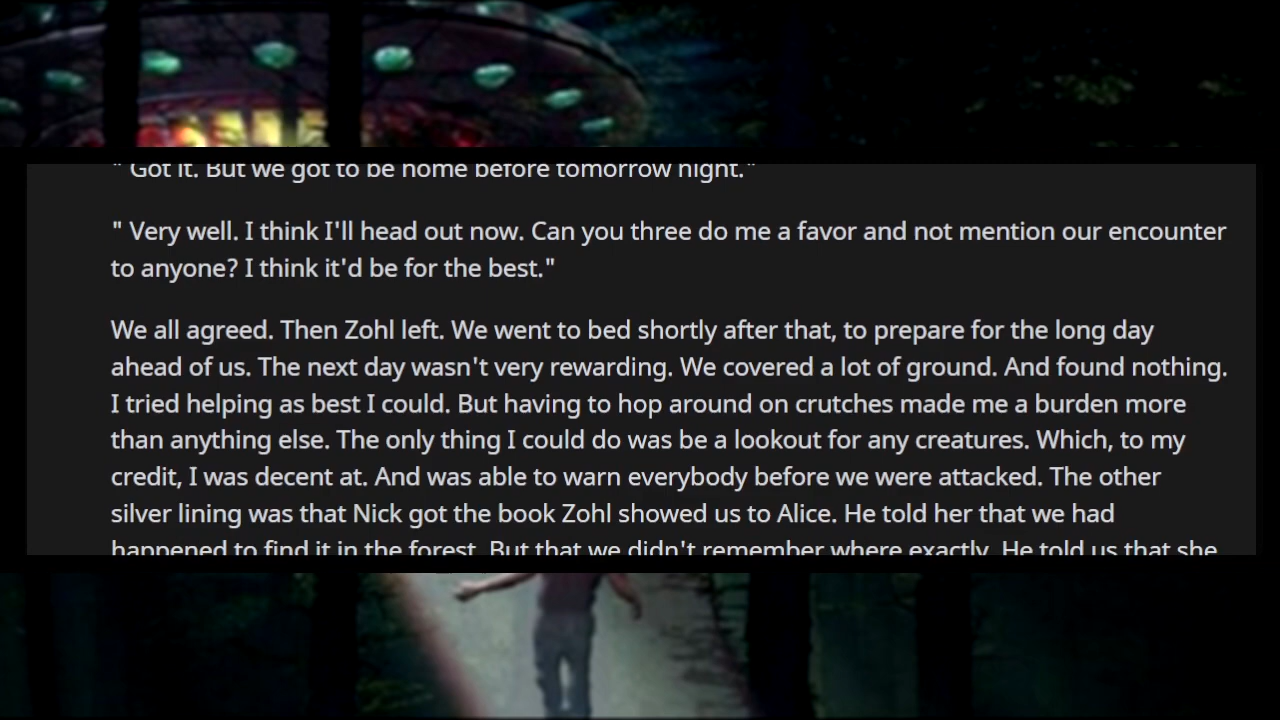 " Got it. But we got to be home before tomorrow night."
" Very well. I think I'll head out now. Can you three do me a favor and not mention our encounter
to anyone? I think it'd be for the best."
We all agreed. Then Zohl left. We went to bed shortly after that, to prepare for the long day
ahead of us. The next day wasn't very rewarding. We covered a lot of ground. And found nothing.
I tried helping as best I could. But having to hop around on crutches made me a burden more
than anything else. The only thing I could do was be a lookout for any creatures. Which, to my
credit, I was decent at. And was able to warn everybody before we were attacked. The other
silver lining was that Nick got the book Zohl showed us to Alice. He told her that we had
happened to find it in the forest. But that we didn't remember where exactly. He told us that she